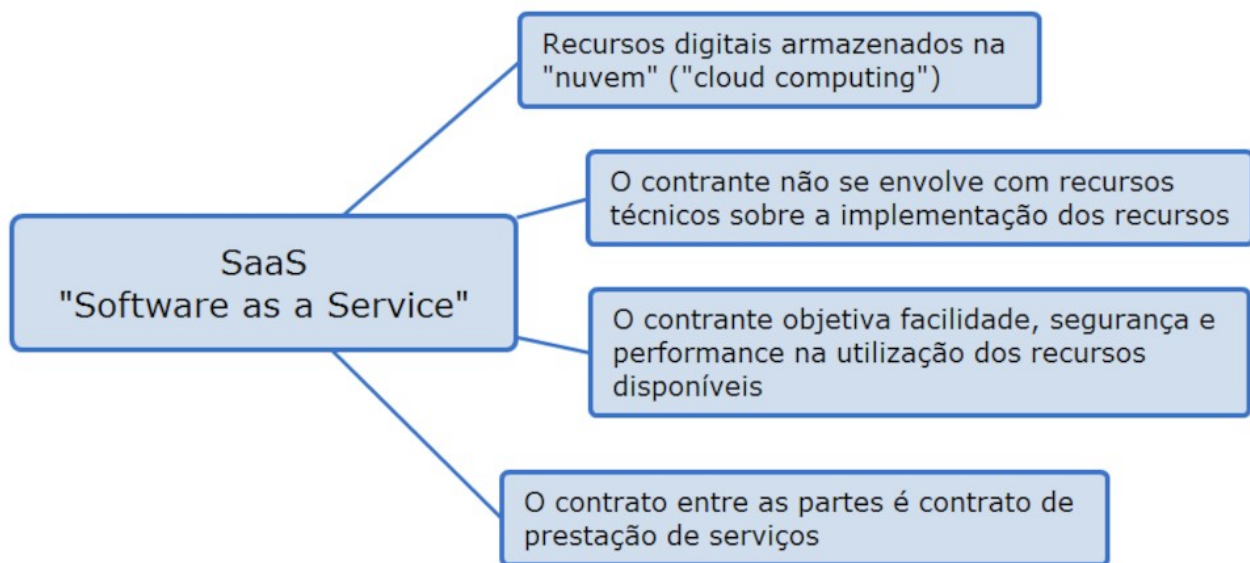 Recursos digitais armazenados na
"nuvem" ("cloud computing")
O contrante não se envolve com recursos
técnicos sobre a implementação dos recursos
SaaS
"Software as a Service"
O contrante objetiva facilidade, segurança e
performance na utilização dos recursos
disponíveis
O contrato entre as partes é contrato de
prestação de serviços